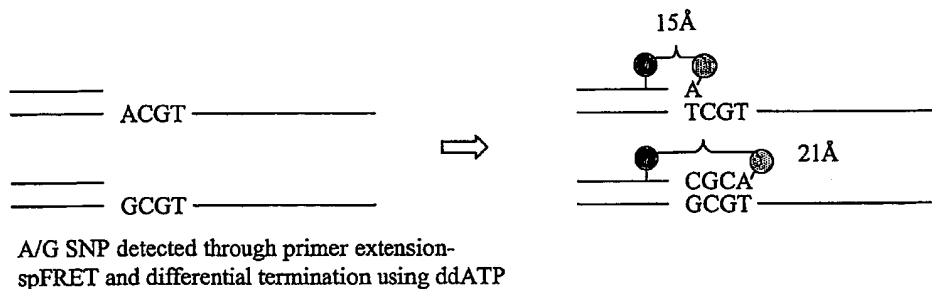 15Å
A
ACGT
TCGT
21Å
CGCA
GCGT
GCGT
A/G SNP detected through primer extension-
spFRET and differential termination using ddATP